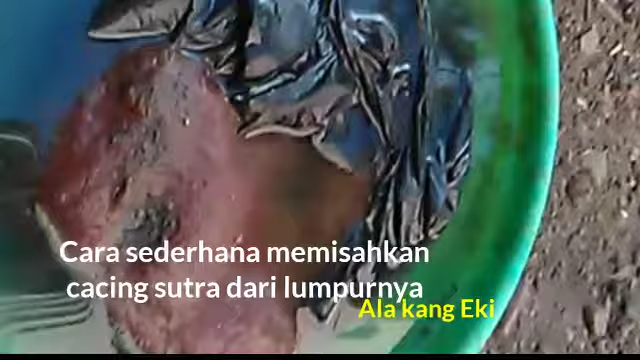 Cara sederhana memisahkan
cacing sutra dari lumpurnya
Ala kang Eki